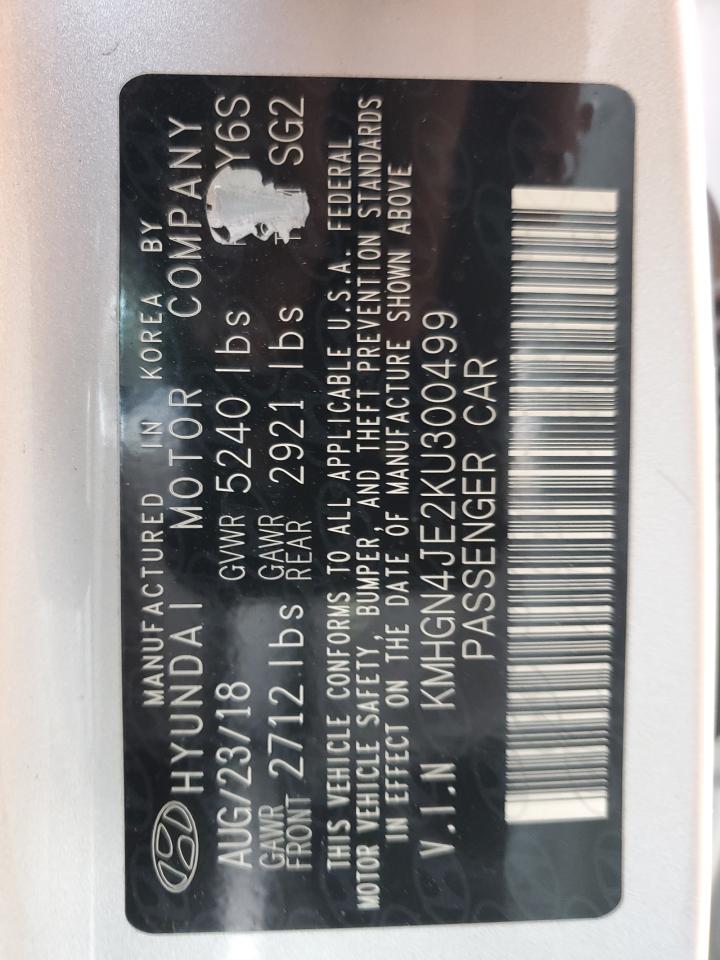 MANUFACTURED IN KOREA BY
HYUNDAI MOTOR COMPANY
AUG/23/18 GVWR 5240 lbs Y6S
GAWR FRONT 2712 lbs GAWR REAR 2921 lbs SG2
THIS VEHICLE CONFORMS TO ALL APPLICABLE U.S.A. FEDERAL
MOTOR VEHICLE SAFETY, BUMPER, AND THEFT PREVENTION STANDARDS
IN EFFECT ON THE DATE OF MANUFACTURE SHOWN ABOVE
V.I.N KMHGN4JE2KU300499
PASSENGER CAR